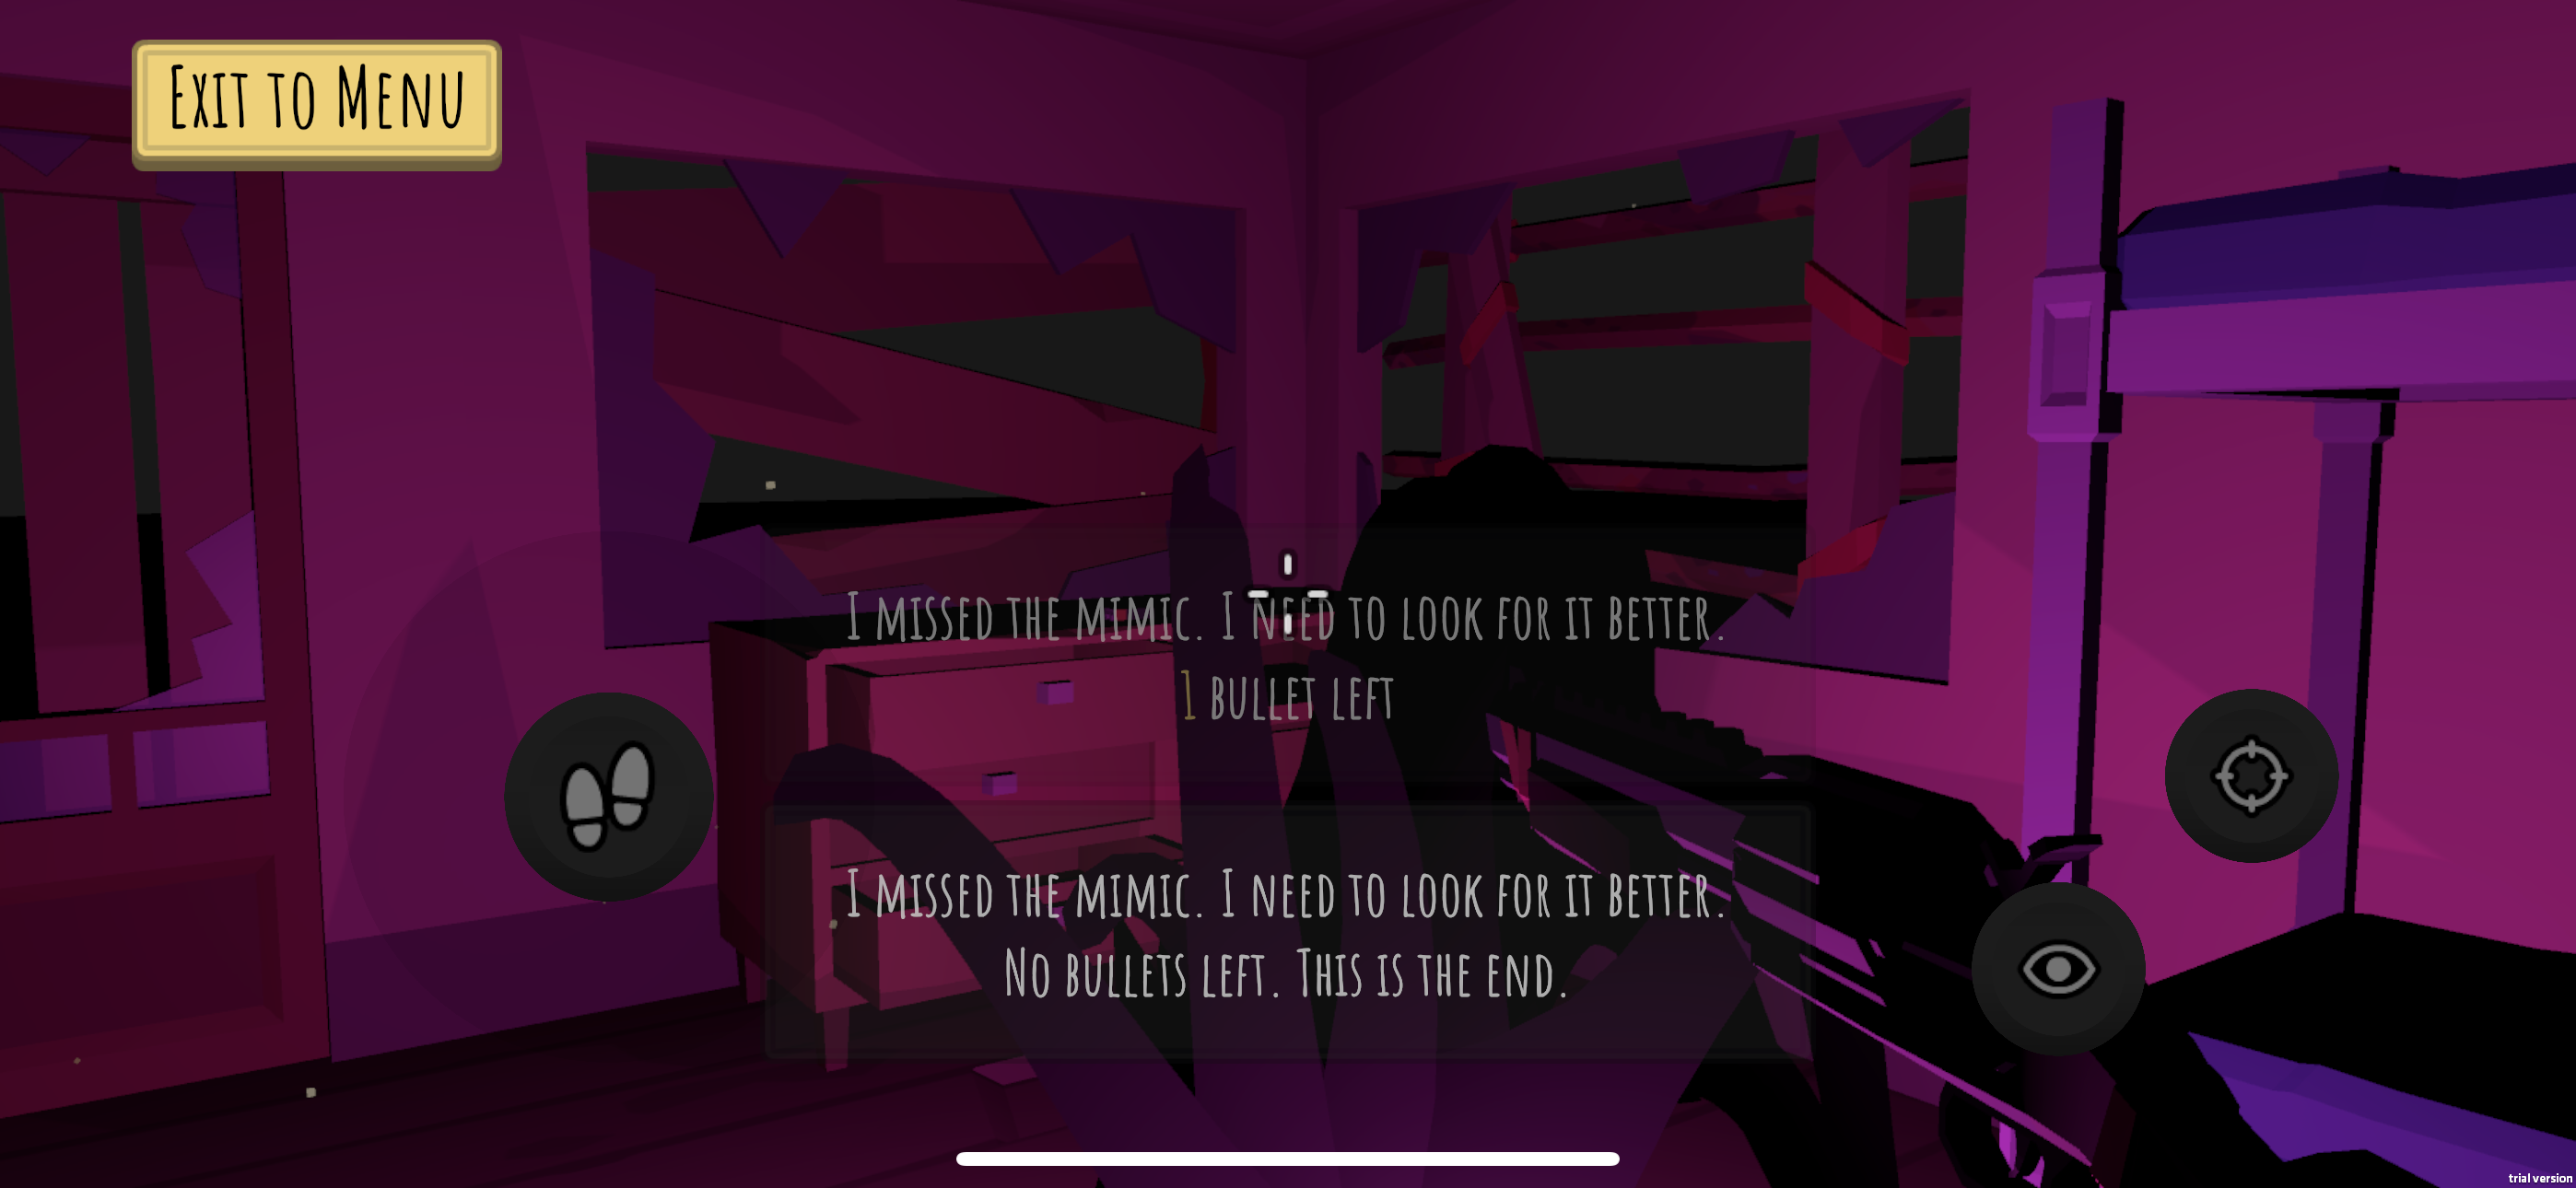 Exit to Menu
I missed the mimic. I need to look for it better.
1 bullet left
I missed the mimic. I need to look for it better.
No bullets left. This is the end.
trial version